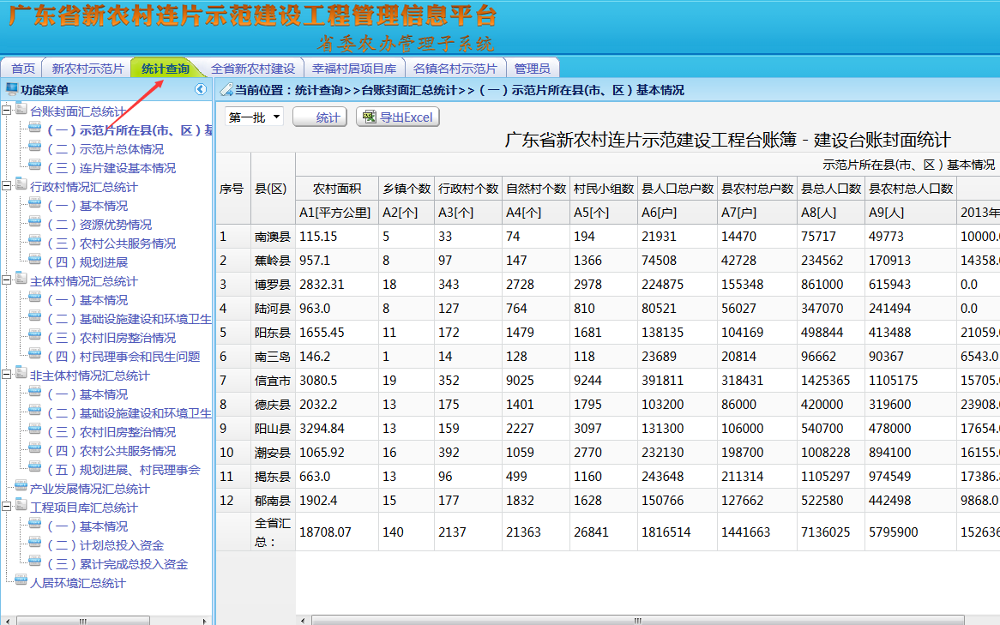 广东省新农村连片示范建设工程管理信息平台
省委农办管理子系统
首页 新农村示范片 统计查询 全省新农村建设 幸福村居项目库 名镇名村示范片 管理员
功能菜单
台账封面汇总统计
（一）示范片所在县(市、区）基
（二）示范片总体情况
（三）连片建设基本情况
行政村情况汇总统计
（一）基本情况
（二）资源优势情况
（三）农村公共服务情况
（四）规划进展
主体村情况汇总统计
（一）基本情况
（二）基础设施建设和环境卫生
（三）农村旧房整治情况
（四）村民理事会和民生问题
非主体村情况汇总统计
（一）基本情况
（二）基础设施建设和环境卫生
（三）农村旧房整治情况
（四）农村公共服务情况
（五）规划进展、村民理事会
产业发展情况汇总统计
工程项目库汇总统计
（一）基本情况
（二）计划总投入资金
（三）累计完成总投入资金
人居环境汇总统计
当前位置：统计查询>>台账封面汇总统计>>（一）示范片所在县(市、区）基本情况
第一批 统计 导出Excel
广东省新农村连片示范建设工程台账簿－建设台账封面统计
示范片所在县(市、区）基本情况
序号 县(区) 农村面积 乡镇个数 行政村个数 自然村个数 村民小组数 县人口总户数 县农村总户数 县总人口数 县农村总人口数
A1[平方公里] A2[个] A3[个] A4[个] A5[个] A6[户] A7[户] A8[人] A9[人] 2013年
1 南澳县 115.15 5 33 74 194 21931 14470 75717 49773 10000.
2 蕉岭县 957.1 8 97 147 1366 74508 42728 234562 170913 14358.
3 博罗县 2832.31 18 343 2728 2978 224875 155348 861000 615943 0.0
4 陆河县 963.0 8 127 764 810 80521 56027 347070 241494 0.0
5 阳东县 1655.45 11 172 1479 1681 138135 104169 498844 413488 21059.
6 南三岛 146.2 1 14 128 118 23689 20814 96662 90367 6543.0
7 信宜市 3080.5 19 352 9025 9244 391811 318431 1425365 1105175 15705.
8 德庆县 2032.2 13 175 1401 1795 103200 86000 420000 319600 23908.
9 阳山县 3294.84 13 159 2227 3097 131300 106000 540700 478000 17654.
10 潮安县 1065.92 16 392 1059 2770 232130 198700 1008228 894100 16155.
11 揭东县 663.0 13 96 499 1160 243648 211314 1105297 974549 17386.
12 郁南县 1902.4 15 177 1832 1628 150766 127662 522580 442498 9868.0
全省汇总： 18708.07 140 2137 21363 26841 1816514 1441663 7136025 5795900 152636